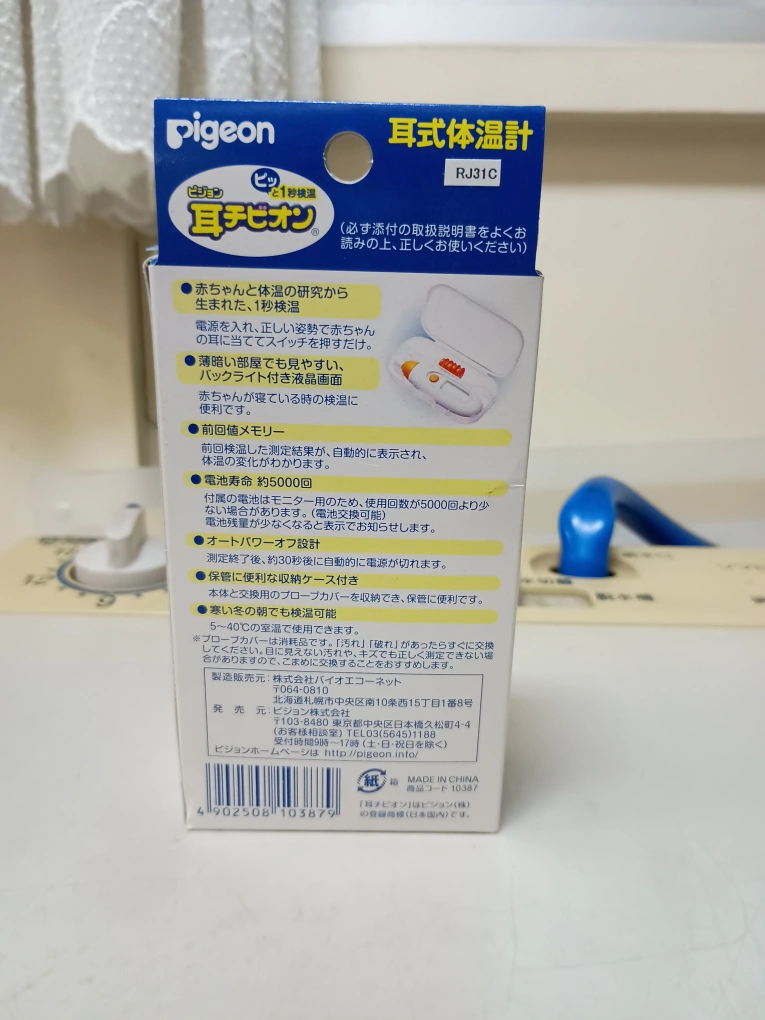 Pigeon
耳式体温計
RJ31C
ピジョン
ピッ
と1秒検温
耳チビオン®
(必ず添付の取扱説明書をよくお
読みの上、正しくお使いください)
●赤ちゃんと体温の研究から
生まれた、1秒検温
電源を入れ、正しい姿勢で赤ちゃん
の耳に当ててスイッチを押すだけ。
●薄暗い部屋でも見やすい、
バックライト付き液晶画面
赤ちゃんが寝ている時の検温に
便利です。
●前回値メモリー
前回検温した測定結果が、自動的に表示され、
体温の変化がわかります。
●電池寿命 約5000回
付属の電池はモニター用のため、使用回数が5000回より少
ない場合があります。(電池交換可能)
電池残量が少なくなると表示でお知らせします。
●オートパワーオフ設計
測定終了後、約30秒後に自動的に電源が切れます。
●保管に便利な収納ケース付き
本体と交換用のプローブカバーを収納でき、保管に便利です。
●寒い冬の朝でも検温可能
5~40℃の室温で使用できます。
※プローブカバーは消耗品です。「汚れ」「破れ」があったらすぐに交換
してください。目に見えない汚れや、キズでも正しく測定できない場
合がありますので、こまめに交換することをおすすめします。
製造販売元:株式会社バイオエコーネット
〒064-0810
北海道札幌市中央区南10条西15丁目1番8号
発売元:ピジョン株式会社
〒103-8480 東京都中央区日本橋久松町4-4
(お客様相談室) TEL03(5645)1188
受付時間9時~17時(土・日・祝日を除く)
ピジョンホームページは http://pigeon.info/
紙 箱
MADE IN CHINA
商品コード 10387
「耳チビオン」はピジョン(株)
の登録商標(日本国内)です。
4 902508 103879
6